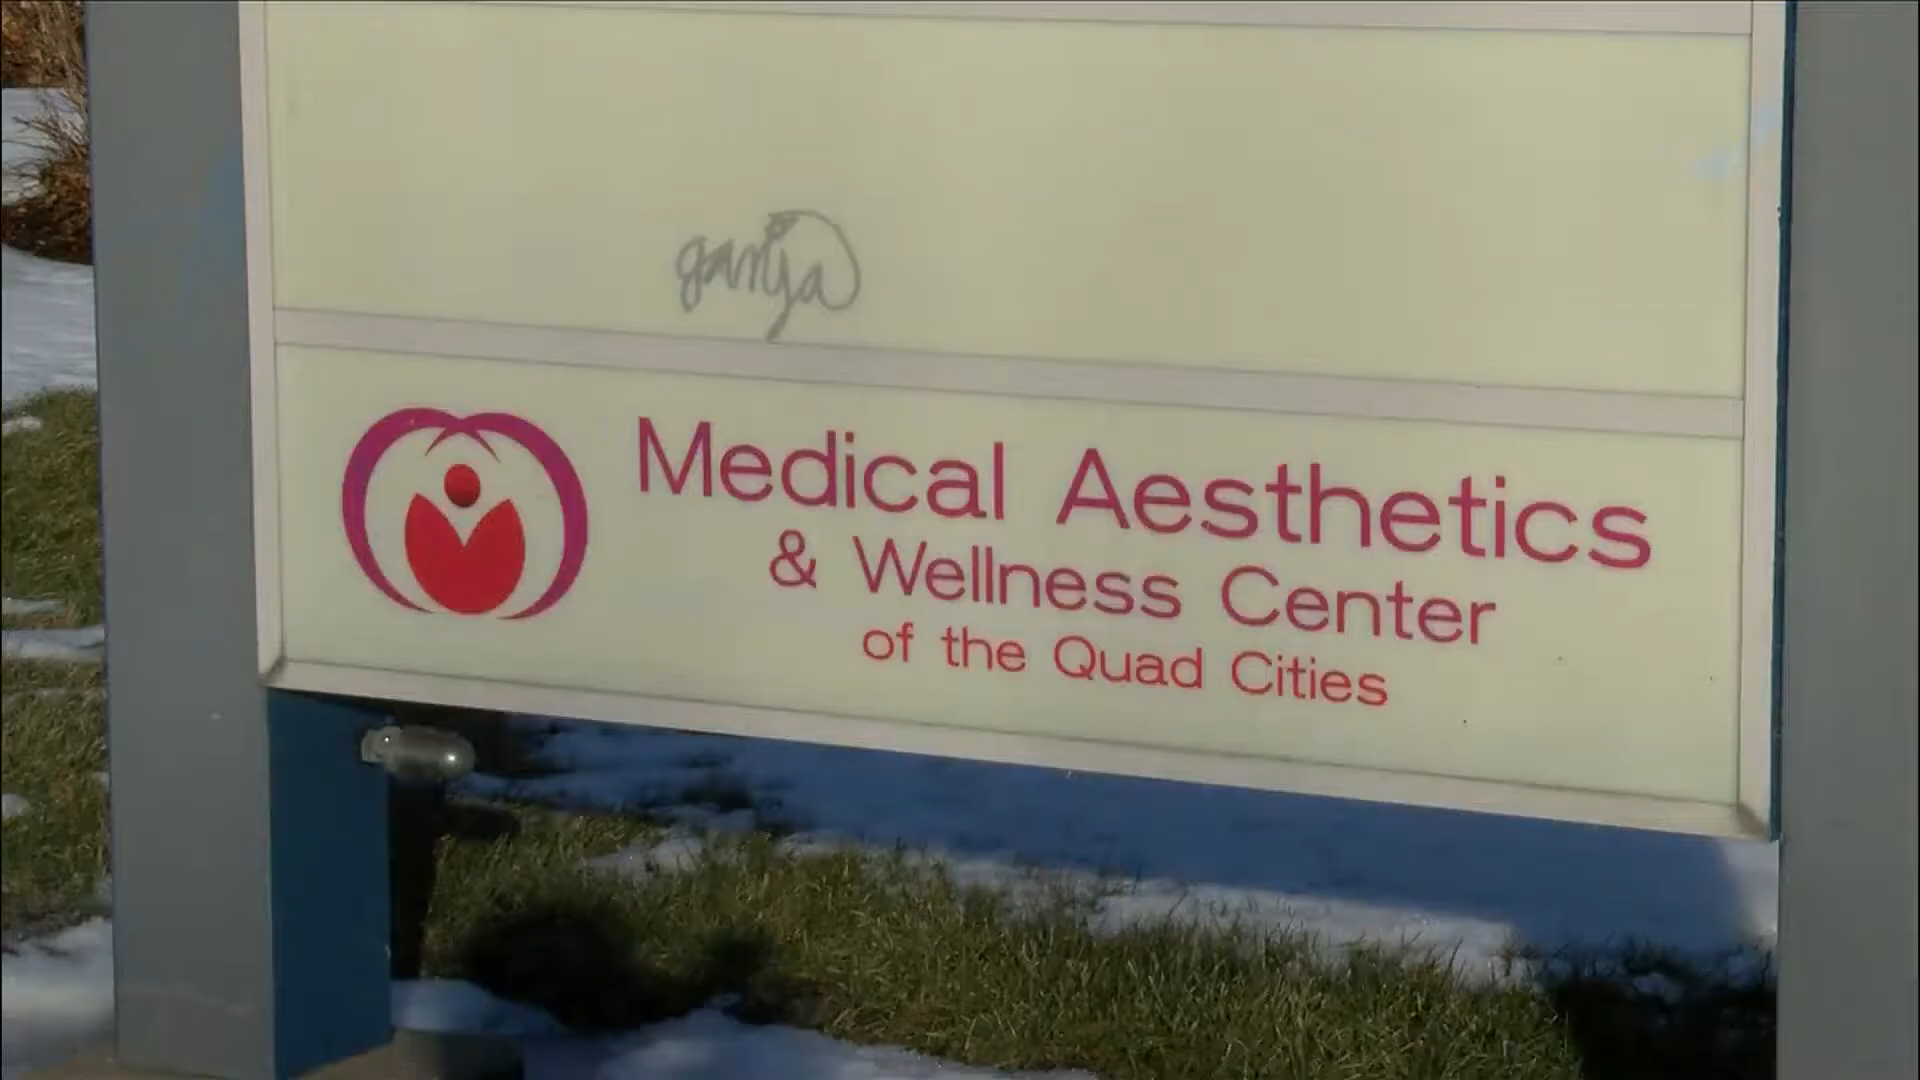 ganja
Medical Aesthetics
& Wellness Center
of the Quad Cities